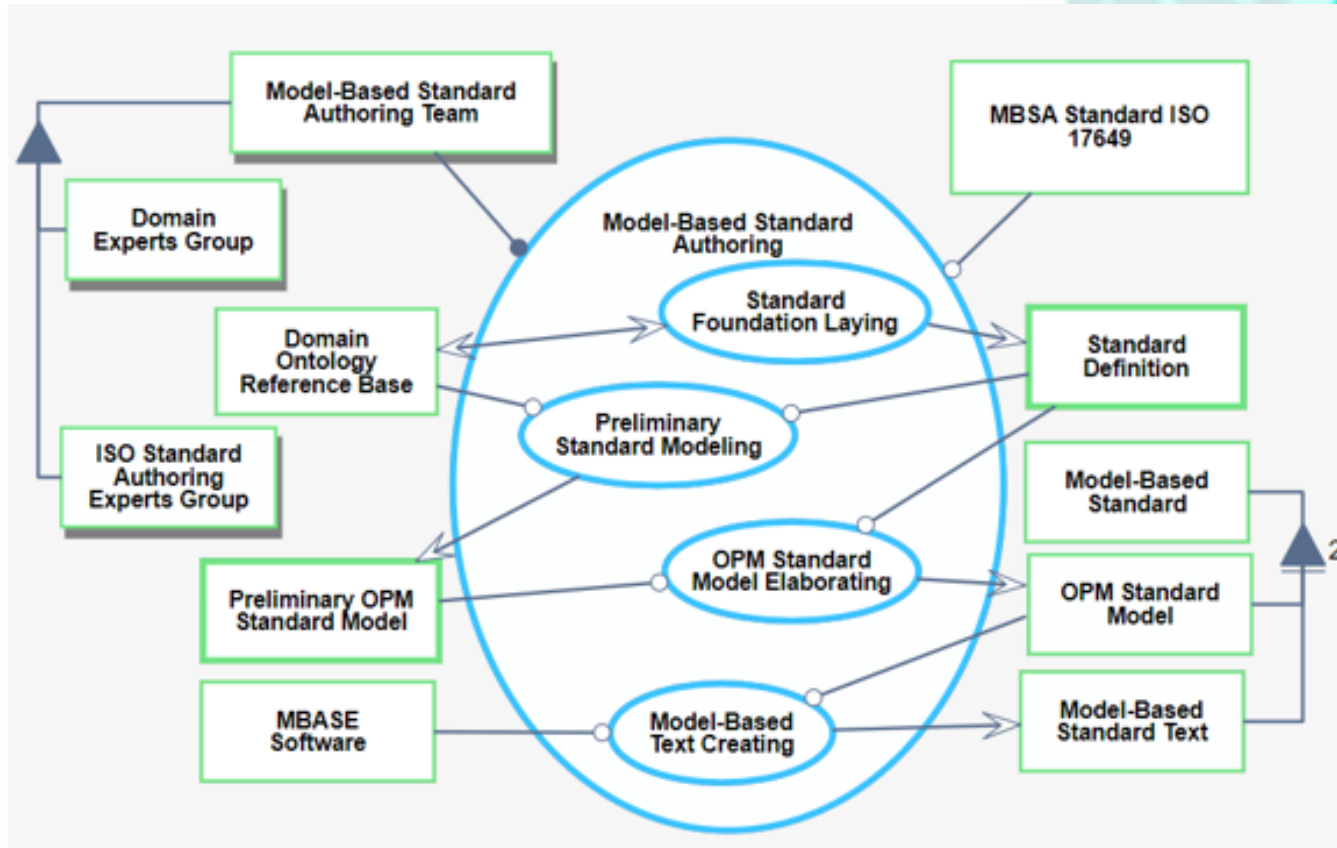 Model-Based Standard
Authoring Team
MBSA Standard ISO
17649
Domain
Experts Group
Model-Based Standard
Authoring
Standard
Foundation Laying
Domain
Ontology
Reference Base
Standard
Definition
Preliminary
Standard Modeling
ISO Standard
Authoring
Experts Group
Model-Based
Standard
OPM Standard
Model Elaborating
2
Preliminary OPM
Standard Model
OPM Standard
Model
MBASE
Software
Model-Based
Text Creating
Model-Based
Standard Text